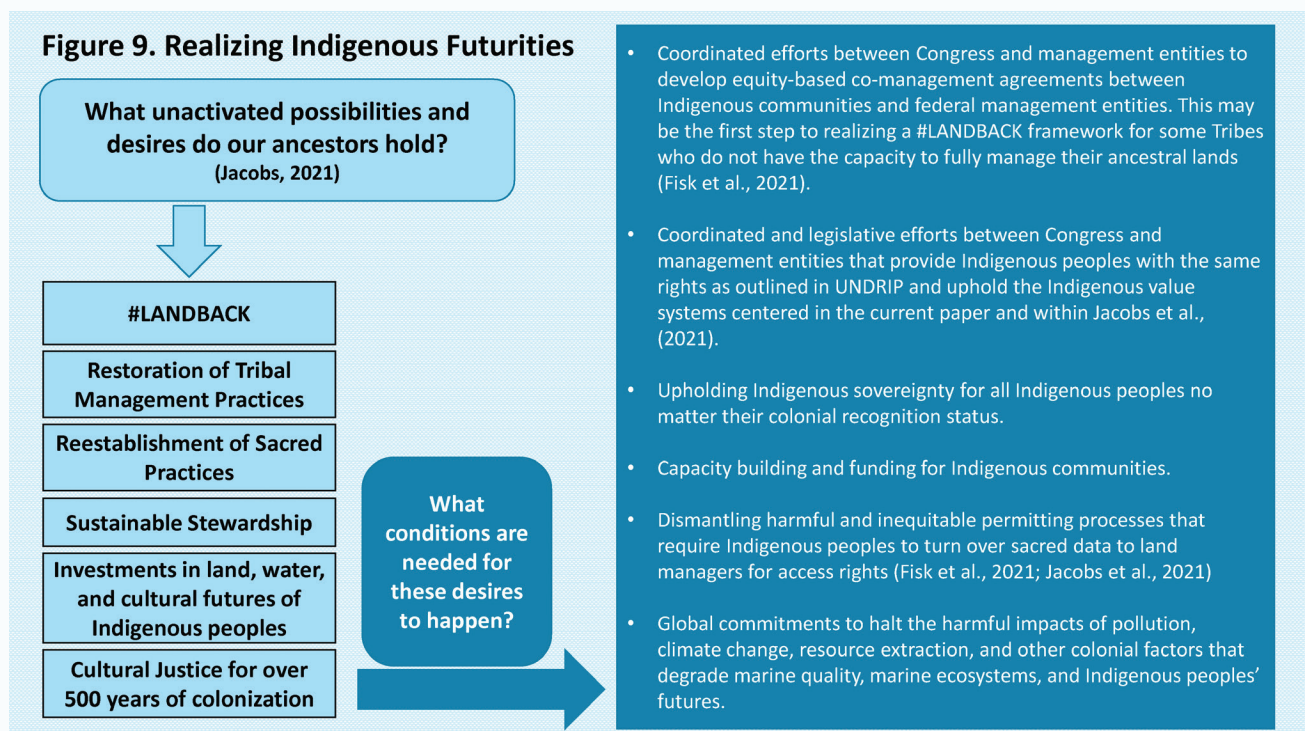 Figure 9. Realizing Indigenous Futurities
What unactivated possibilities and
desires do our ancestors hold?
(Jacobs, 2021)
#LANDBACK
Restoration of Tribal
Management Practices
Reestablishment of Sacred
Practices
Sustainable Stewardship
Investments in land, water,
and cultural futures of
Indigenous peoples
Cultural Justice for over
500 years of colonization
What
conditions are
needed for
these desires
to happen?
• Coordinated efforts between Congress and management entities to
develop equity-based co-management agreements between
Indigenous communities and federal management entities. This may
be the first step to realizing a #LANDBACK framework for some Tribes
who do not have the capacity to fully manage their ancestral lands
(Fisk et al., 2021).
• Coordinated and legislative efforts between Congress and
management entities that provide Indigenous peoples with the same
rights as outlined in UNDRIP and uphold the Indigenous value
systems centered in the current paper and within Jacobs et al.,
(2021).
• Upholding Indigenous sovereignty for all Indigenous peoples no
matter their colonial recognition status.
• Capacity building and funding for Indigenous communities.
• Dismantling harmful and inequitable permitting processes that
require Indigenous peoples to turn over sacred data to land
managers for access rights (Fisk et al., 2021; Jacobs et al., 2021)
• Global commitments to halt the harmful impacts of pollution,
climate change, resource extraction, and other colonial factors that
degrade marine quality, marine ecosystems, and Indigenous peoples’
futures.